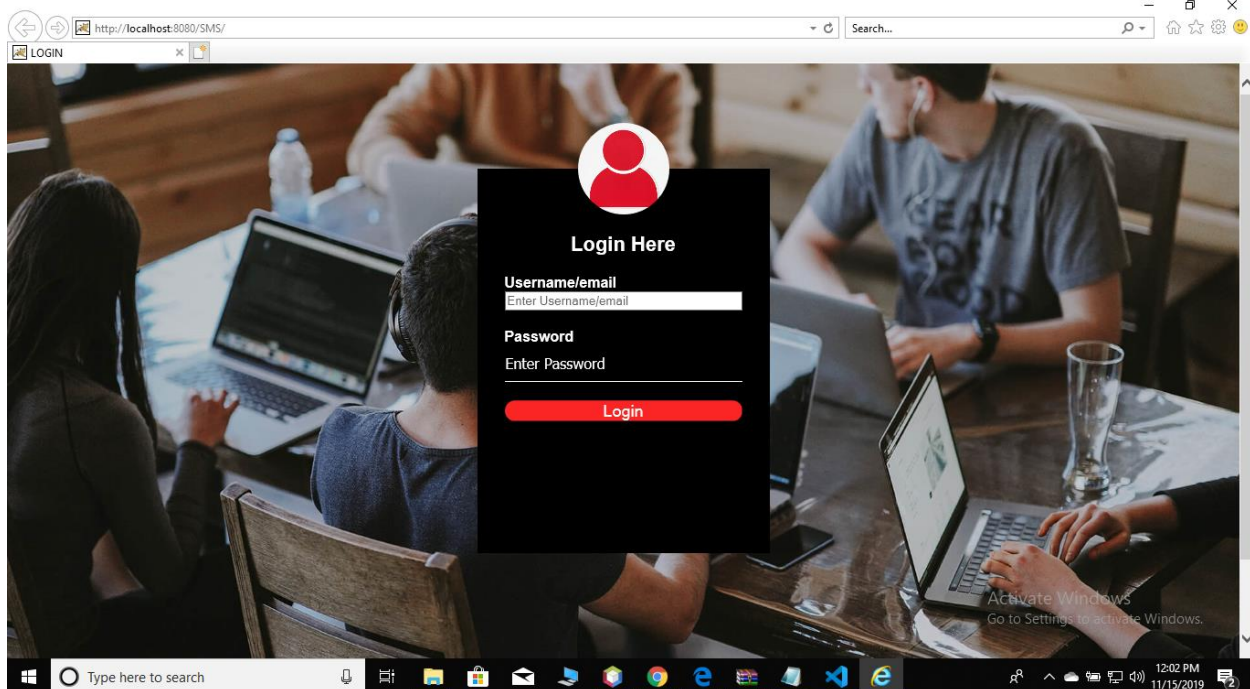 http://localhost:8080/SMS/
Search...
LOGIN
Login Here
Username/email
Enter Username/email
Password
Enter Password
Login
Activate Windows
Go to Settings to activate Windows.
Type here to search
12:02 PM
11/15/2019
2